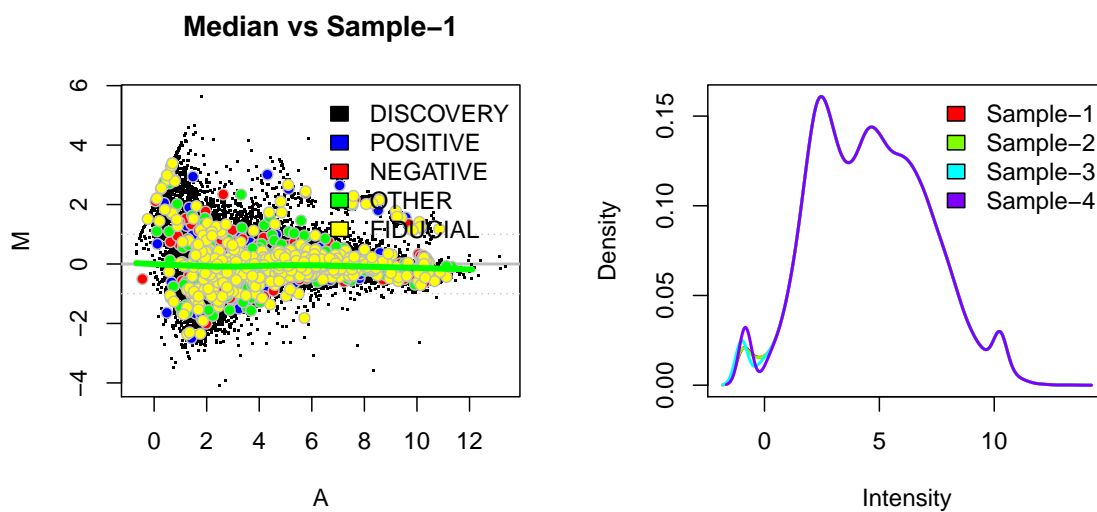 Median vs Sample−1
6
4
2
0
−2
−4
M
0 2 4 6 8 10 12
A
DISCOVERY
POSITIVE
NEGATIVE
OTHER
FIDUCIAL
0.15
0.10
0.05
0.00
Density
0 5 10
Intensity
Sample−1
Sample−2
Sample−3
Sample−4